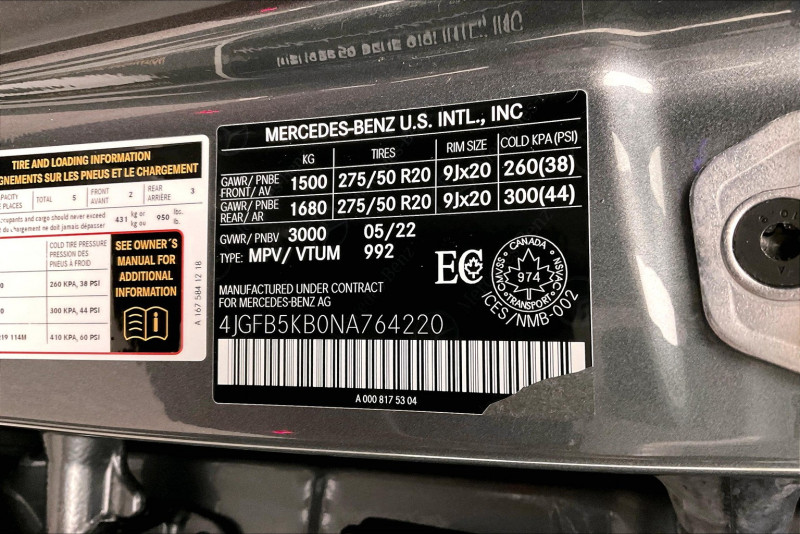 TIRE AND LOADING INFORMATION
GNEMENTS SUR LES PNEUS ET LE CHARGEMENT
CAPACITY TOTAL 5 FRONT 2 REAR 3
PLACES AVANT ARRIÈRE
ccupants and cargo should never exceed 431 kg or 950 lbs.
chargement ne doit jamais dépasser kg ou lb.
COLD TIRE PRESSURE
PRESSION DES
PNEUS À FROID
260 KPA, 38 PSI
300 KPA, 44 PSI
T19 114M 410 KPA, 60 PSI
SEE OWNER´S
MANUAL FOR
ADDITIONAL
INFORMATION
A 167 584 12 18
MERCEDES-BENZ U.S. INTL., INC
KG TIRES RIM SIZE COLD KPA (PSI)
GAWR/ PNBE FRONT/ AV 1500 275/50 R20 9Jx20 260(38)
GAWR/ PNBE REAR/ AR 1680 275/50 R20 9Jx20 300(44)
GVWR/ PNBV 3000 05/22
TYPE: MPV/ VTUM 992
MANUFACTURED UNDER CONTRACT
FOR MERCEDES-BENZ AG
EC
CANADA
CMVSS
974
NSVAC
TRANSPORT
ICES/NMB-002
4JGFB5KB0NA764220
A 000 817 53 04